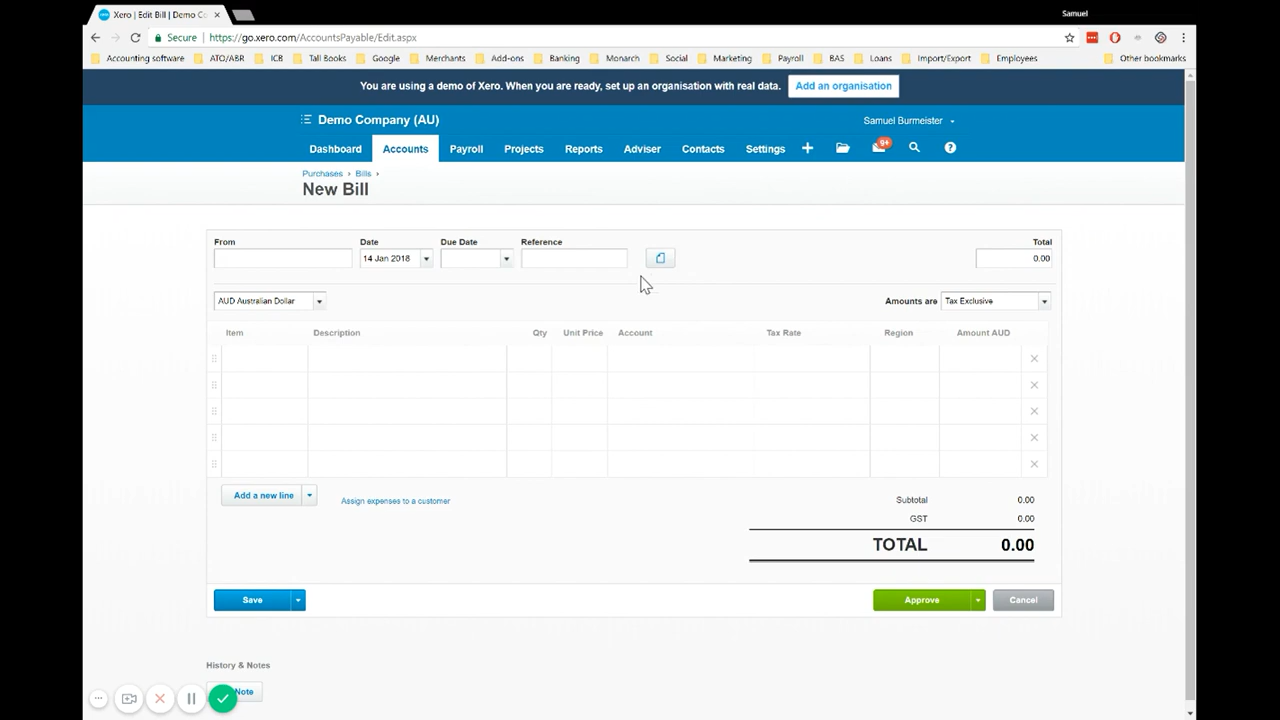 Xero | Edit Bill | Demo Co
Samuel
Secure
https://go.xero.com/AccountsPayable/Edit.aspx
Accounting software ATO/ABR ICB Tall Books Google Merchants Add-ons Banking Monarch Social Marketing Payroll BAS Loans Import/Export Employees Other bookmarks
You are using a demo of Xero. When you are ready, set up an organisation with real data. Add an organisation
Demo Company (AU) Samuel Burmeister
Dashboard Accounts Payroll Projects Reports Adviser Contacts Settings 9+
Purchases › Bills ›
New Bill
From Date Due Date Reference Total
14 Jan 2018 0.00
AUD Australian Dollar Amounts are Tax Exclusive
Item Description Qty Unit Price Account Tax Rate Region Amount AUD
Add a new line Assign expenses to a customer
Subtotal 0.00
GST 0.00
TOTAL 0.00
Save Approve Cancel
History & Notes
Note